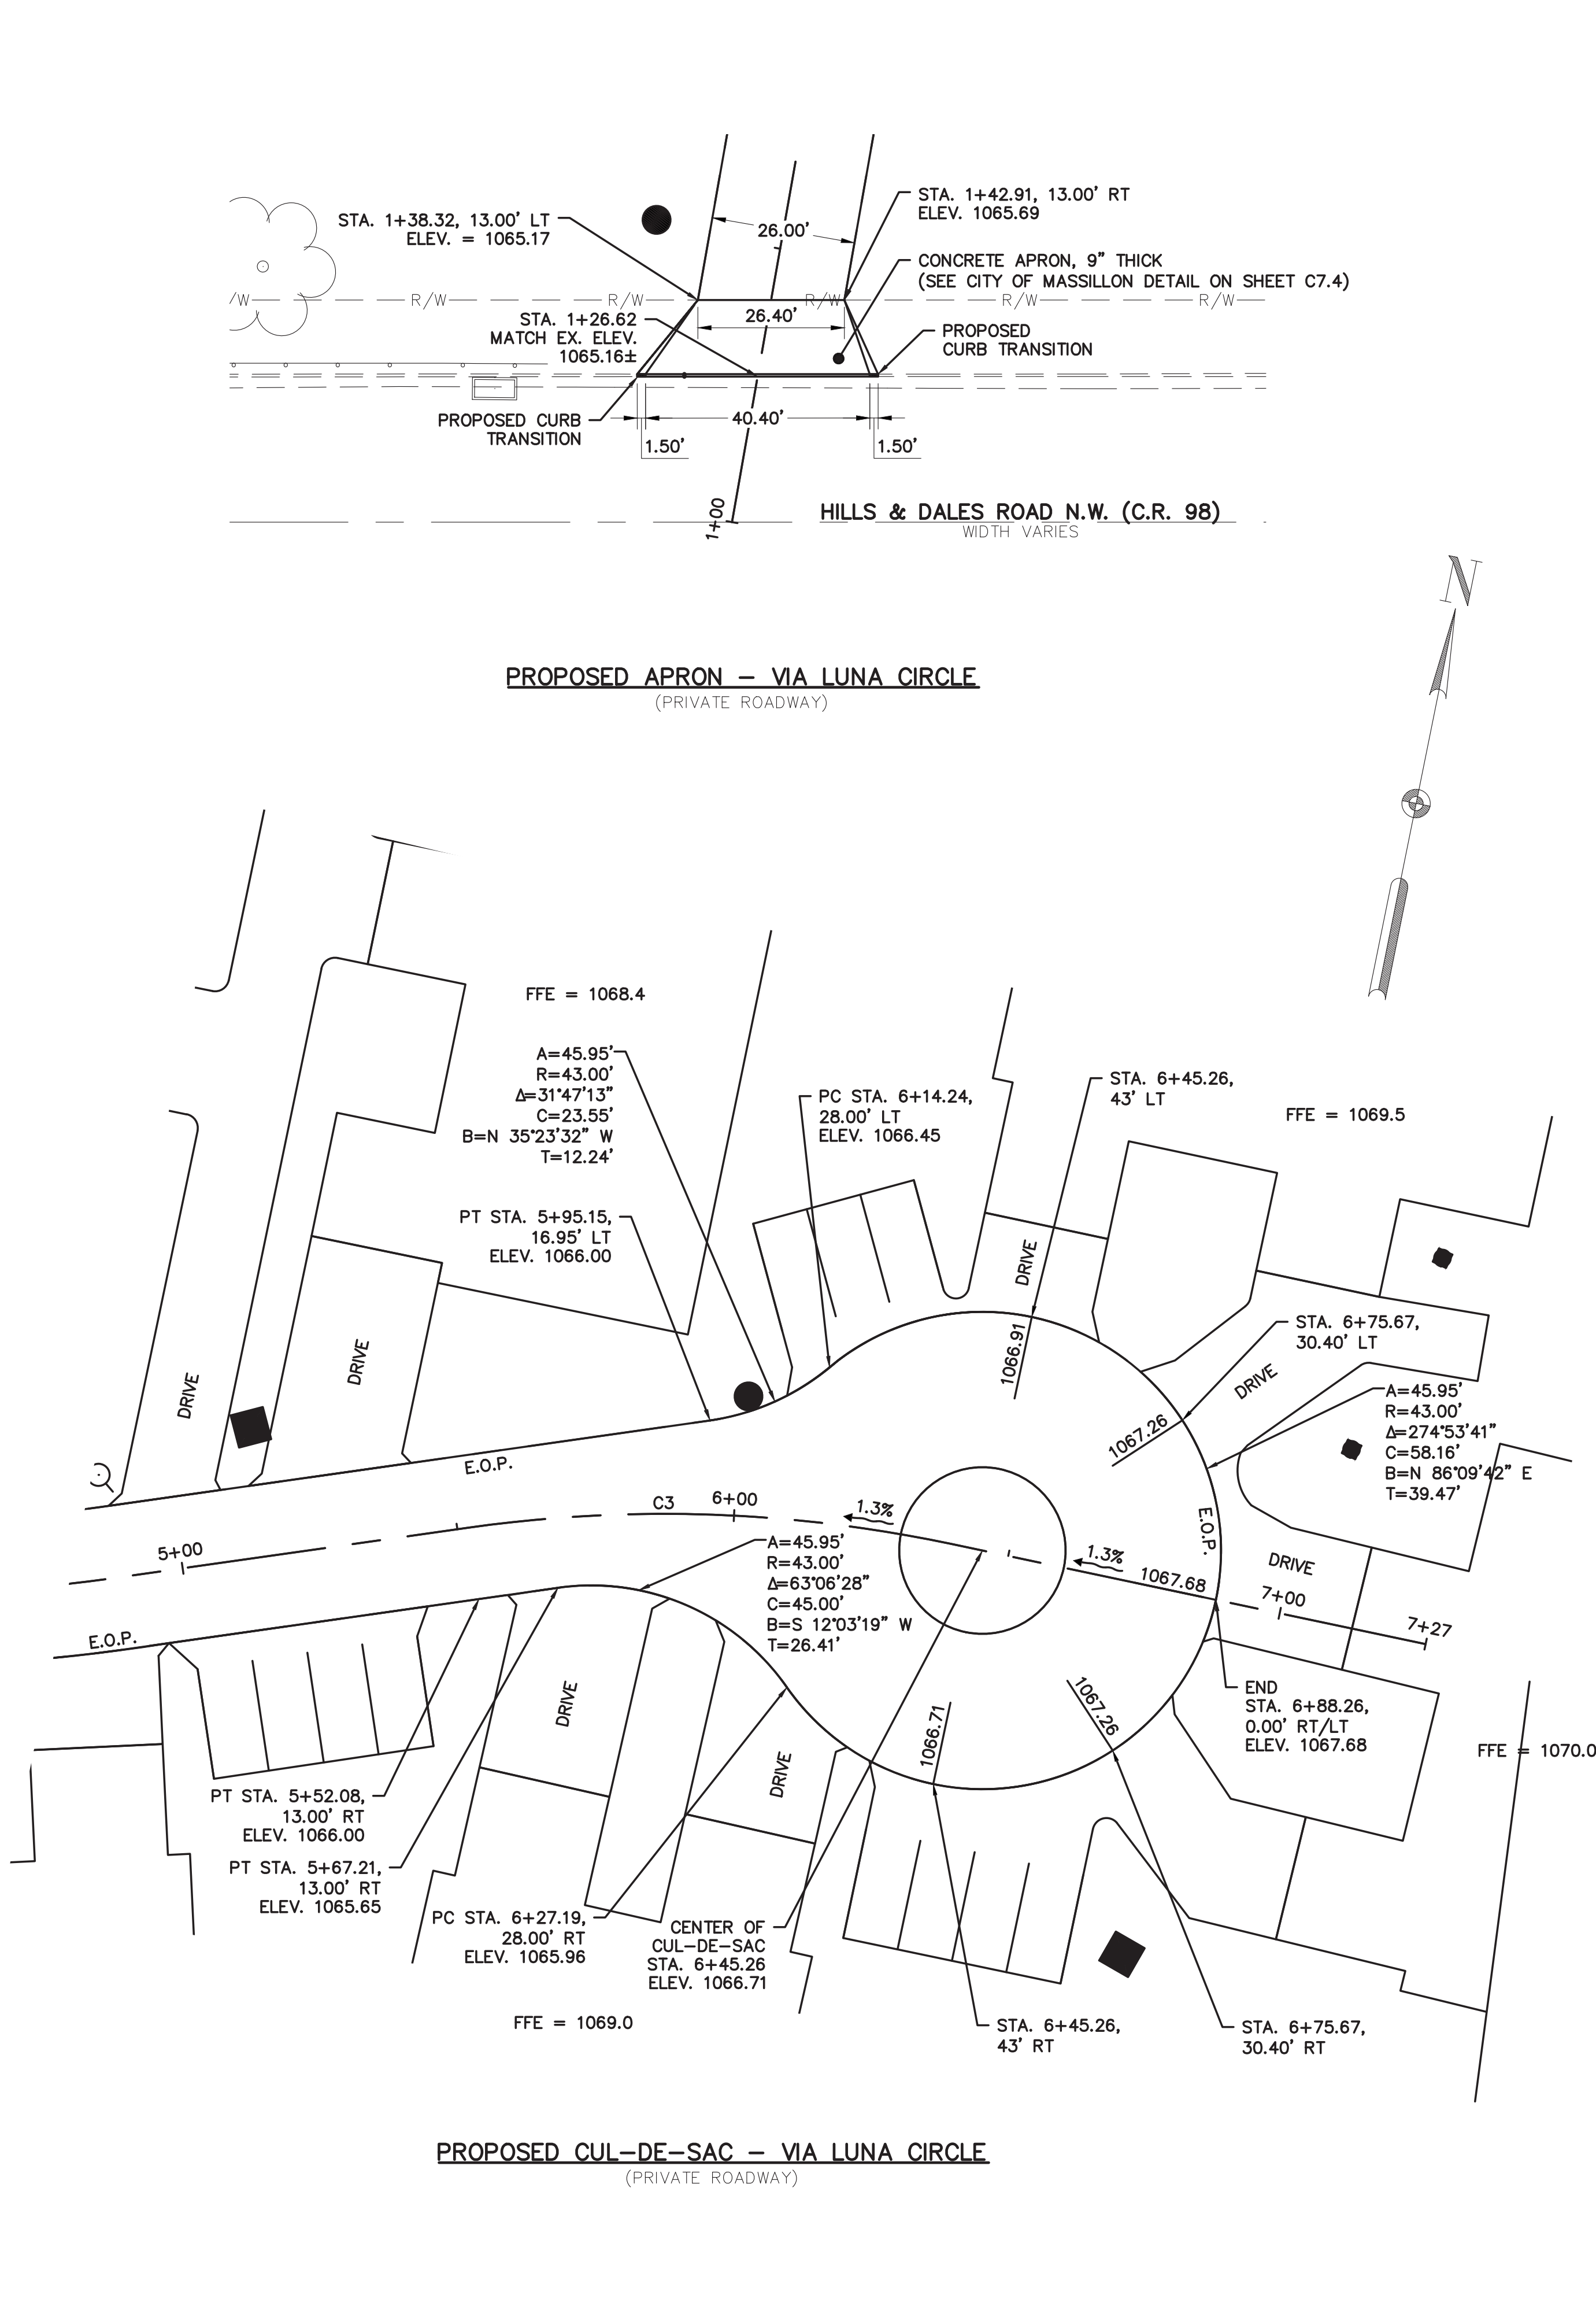 STA. 1+38.32, 13.00' LT
ELEV. = 1065.17
26.00'
STA. 1+42.91, 13.00' RT
ELEV. 1065.69
CONCRETE APRON, 9" THICK
(SEE CITY OF MASSILLON DETAIL ON SHEET C7.4)
/W
R/W
R/W
R/W
R/W
R/W
STA. 1+26.62
MATCH EX. ELEV.
1065.16±
26.40'
PROPOSED
CURB TRANSITION
PROPOSED CURB
TRANSITION
40.40'
1.50'
1.50'
1+00
HILLS & DALES ROAD N.W. (C.R. 98)
WIDTH VARIES
N
PROPOSED APRON - VIA LUNA CIRCLE
(PRIVATE ROADWAY)
FFE = 1068.4
A=45.95'
R=43.00'
Δ=31°47'13"
C=23.55'
B=N 35°23'32" W
T=12.24'
PC STA. 6+14.24,
28.00' LT
ELEV. 1066.45
STA. 6+45.26,
43' LT
FFE = 1069.5
PT STA. 5+95.15,
16.95' LT
ELEV. 1066.00
DRIVE
DRIVE
DRIVE
1066.91
STA. 6+75.67,
30.40' LT
DRIVE
1067.26
A=45.95'
R=43.00'
Δ=274°53'41"
C=58.16'
B=N 86°09'42" E
T=39.47'
E.O.P.
E.O.P.
5+00
C3
6+00
1.3%
1.3%
1067.68
DRIVE
7+00
7+27
A=45.95'
R=43.00'
Δ=63°06'28"
C=45.00'
B=S 12°03'19" W
T=26.41'
E.O.P.
DRIVE
DRIVE
1066.71
1067.26
END
STA. 6+88.26,
0.00' RT/LT
ELEV. 1067.68
FFE = 1070.0
PT STA. 5+52.08,
13.00' RT
ELEV. 1066.00
PT STA. 5+67.21,
13.00' RT
ELEV. 1065.65
PC STA. 6+27.19,
28.00' RT
ELEV. 1065.96
CENTER OF
CUL-DE-SAC
STA. 6+45.26
ELEV. 1066.71
FFE = 1069.0
STA. 6+45.26,
43' RT
STA. 6+75.67,
30.40' RT
PROPOSED CUL-DE-SAC - VIA LUNA CIRCLE
(PRIVATE ROADWAY)